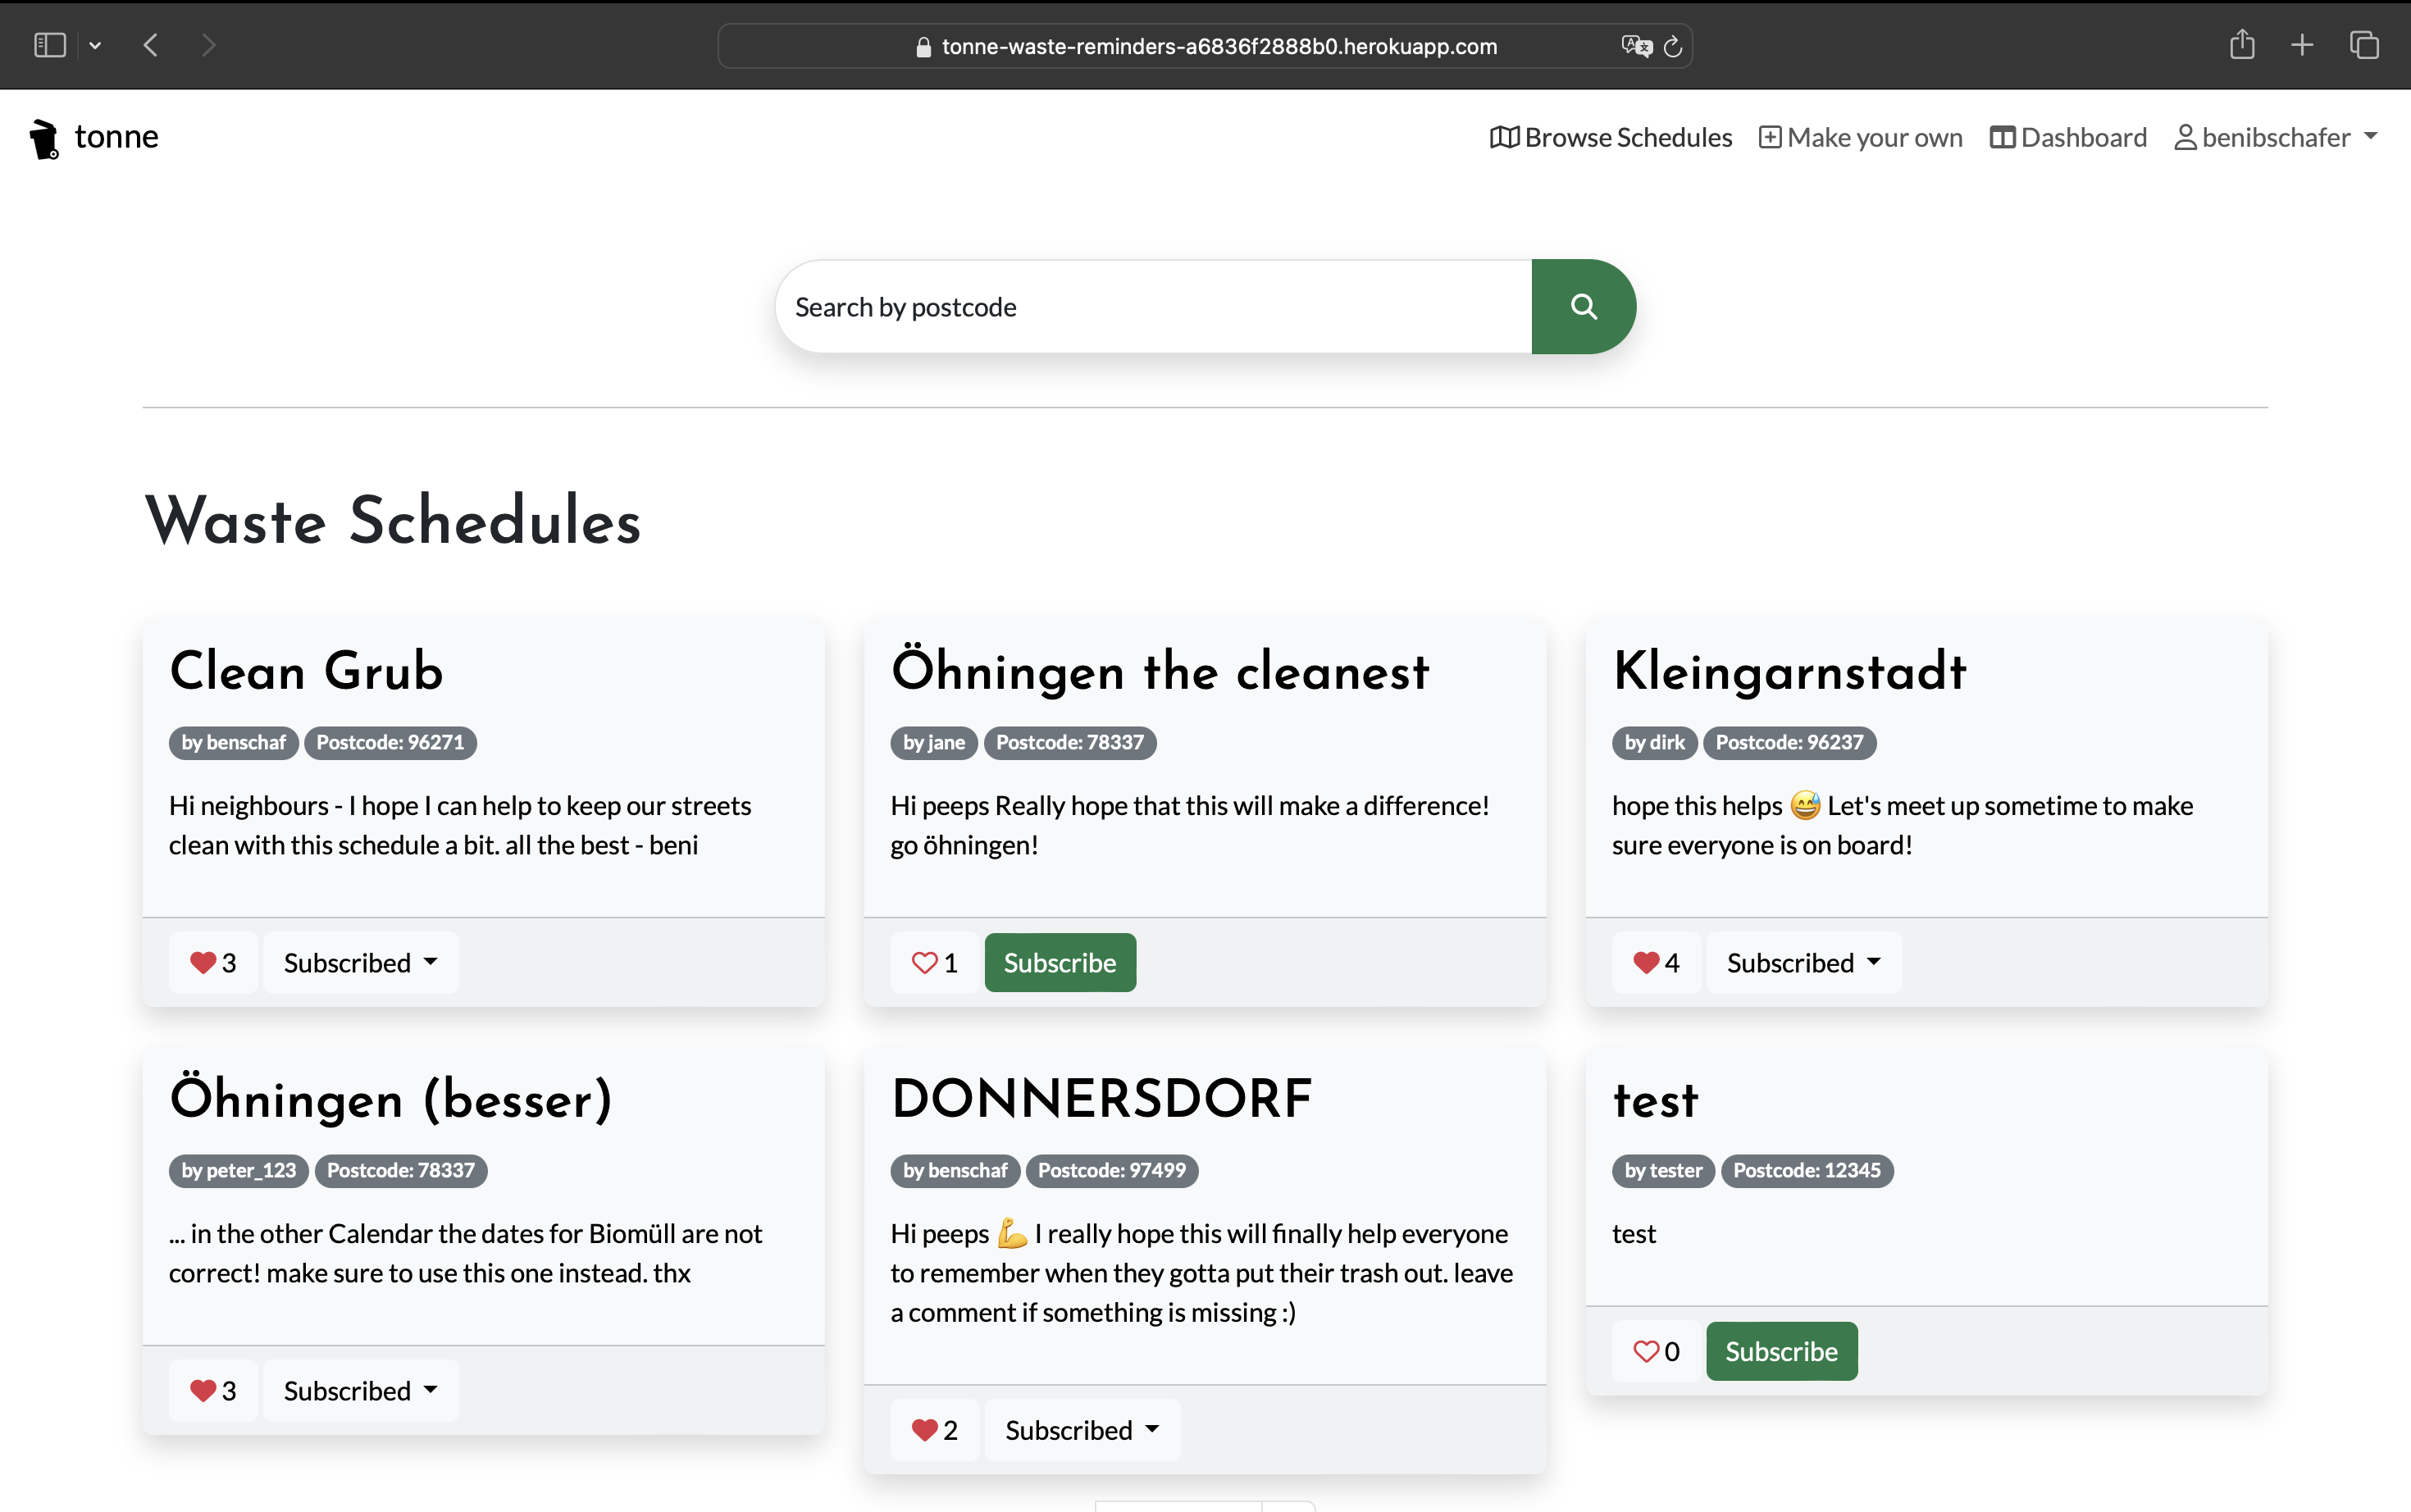 tonne-waste-reminders-a6836f2888b0.herokuapp.com
tonne
Browse Schedules
Make your own
Dashboard
benibschafer
Search by postcode
Waste Schedules
Clean Grub
by benschaf Postcode: 96271
Hi neighbours - I hope I can help to keep our streets
clean with this schedule a bit. all the best - beni
3 Subscribed
Öhningen the cleanest
by jane Postcode: 78337
Hi peeps Really hope that this will make a difference!
go öhningen!
1 Subscribe
Kleingarnstadt
by dirk Postcode: 96237
hope this helps 😅 Let's meet up sometime to make
sure everyone is on board!
4 Subscribed
Öhningen (besser)
by peter_123 Postcode: 78337
... in the other Calendar the dates for Biomüll are not
correct! make sure to use this one instead. thx
3 Subscribed
DONNERSDORF
by benschaf Postcode: 97499
Hi peeps 💪 I really hope this will finally help everyone
to remember when they gotta put their trash out. leave
a comment if something is missing :)
2 Subscribed
test
by tester Postcode: 12345
test
0 Subscribe